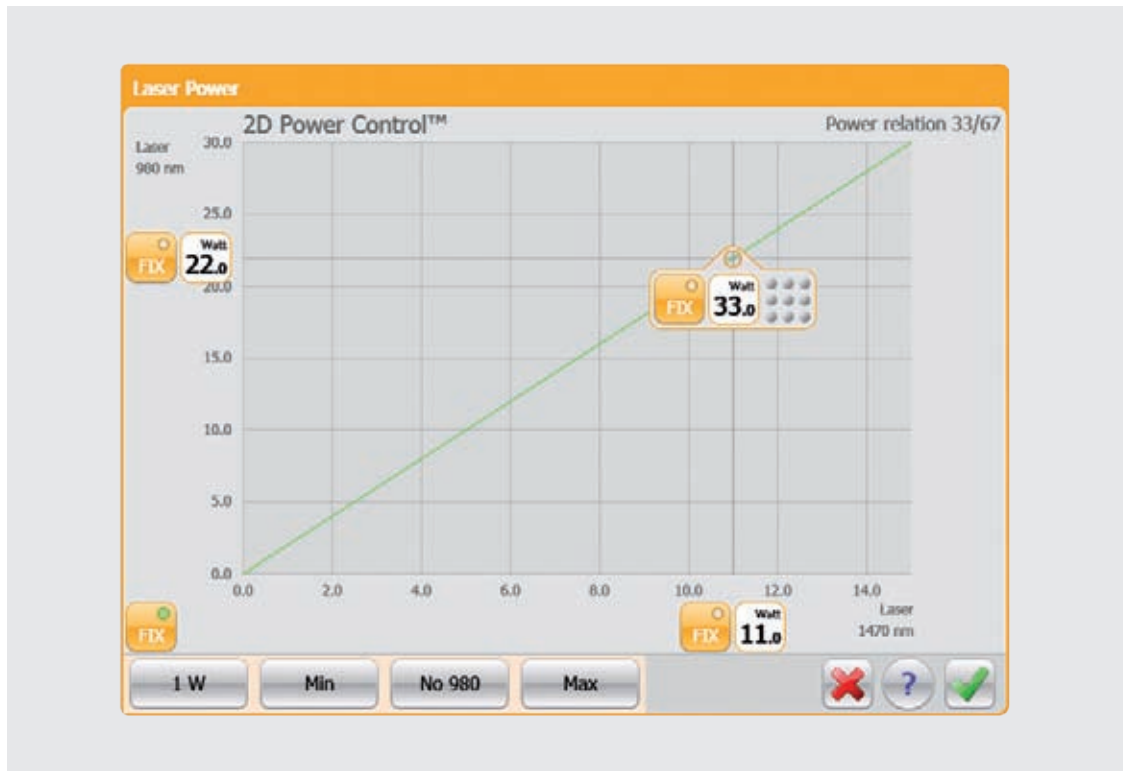 Laser Power
2D Power Control™
Power relation 33/67
Laser
980 nm
30.0
25.0
FIX
Watt
22.0
20.0
FIX
Watt
33.0
15.0
10.0
5.0
0.0
0.0 2.0 4.0 6.0 8.0 10.0 12.0 14.0
Laser
1470 nm
FIX
FIX
Watt
11.0
1 W
Min
No 980
Max
?